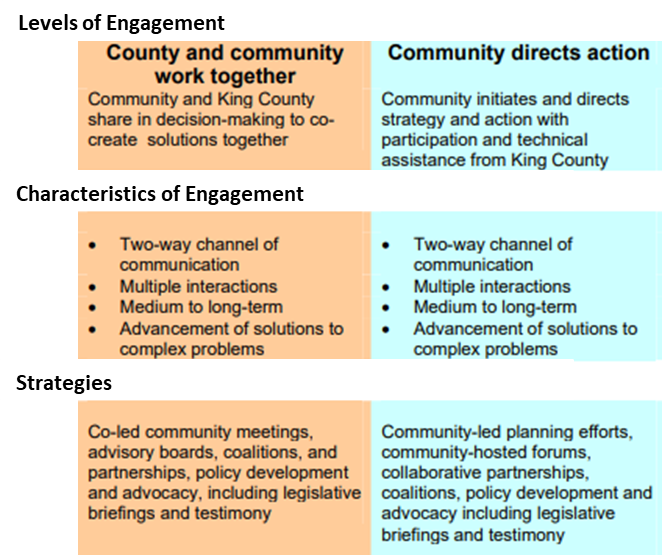 Levels of Engagement
County and community
work together
Community and King County
share in decision-making to co-
create solutions together
Community directs action
Community initiates and directs
strategy and action with
participation and technical
assistance from King County
Characteristics of Engagement
• Two-way channel of
communication
• Multiple interactions
• Medium to long-term
• Advancement of solutions to
complex problems
• Two-way channel of
communication
• Multiple interactions
• Medium to long-term
• Advancement of solutions to
complex problems
Strategies
Co-led community meetings,
advisory boards, coalitions, and
partnerships, policy development
and advocacy, including legislative
briefings and testimony
Community-led planning efforts,
community-hosted forums,
collaborative partnerships,
coalitions, policy development and
advocacy including legislative
briefings and testimony